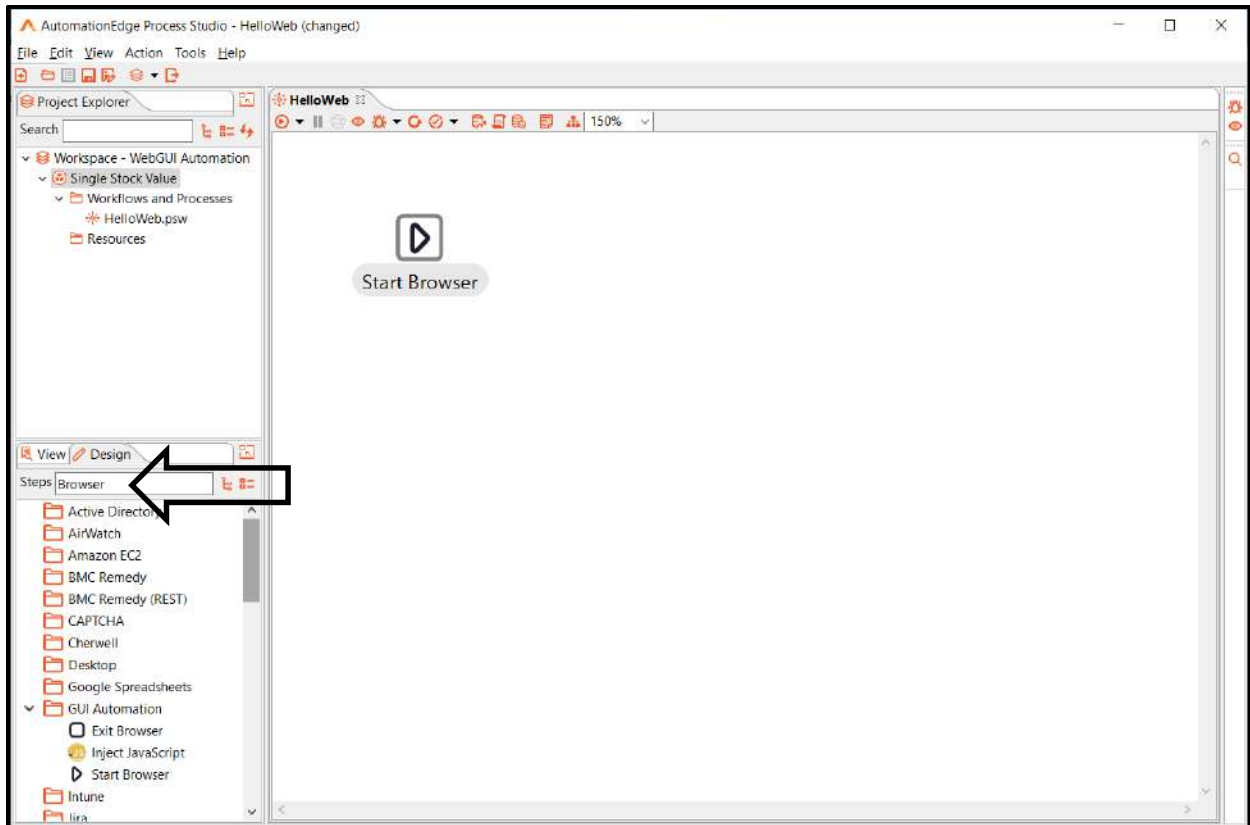 AutomationEdge Process Studio - HelloWeb (changed)
File Edit View Action Tools Help
Project Explorer
Search
Workspace - WebGUI Automation
Single Stock Value
Workflows and Processes
HelloWeb.psw
Resources
HelloWeb
150%
Start Browser
View Design
Steps Browser
Active Directory
AirWatch
Amazon EC2
BMC Remedy
BMC Remedy (REST)
CAPTCHA
Cherwell
Desktop
Google Spreadsheets
GUI Automation
Exit Browser
Inject JavaScript
Start Browser
Intune
Jira